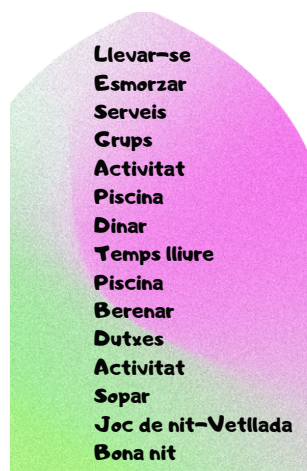 Llevar-se
Esmorzar
Serveis
Grups
Activitat
Piscina
Dinar
Temps lliure
Piscina
Berenar
Dutxes
Activitat
Sopar
Joc de nit-Vetllada
Bona nit